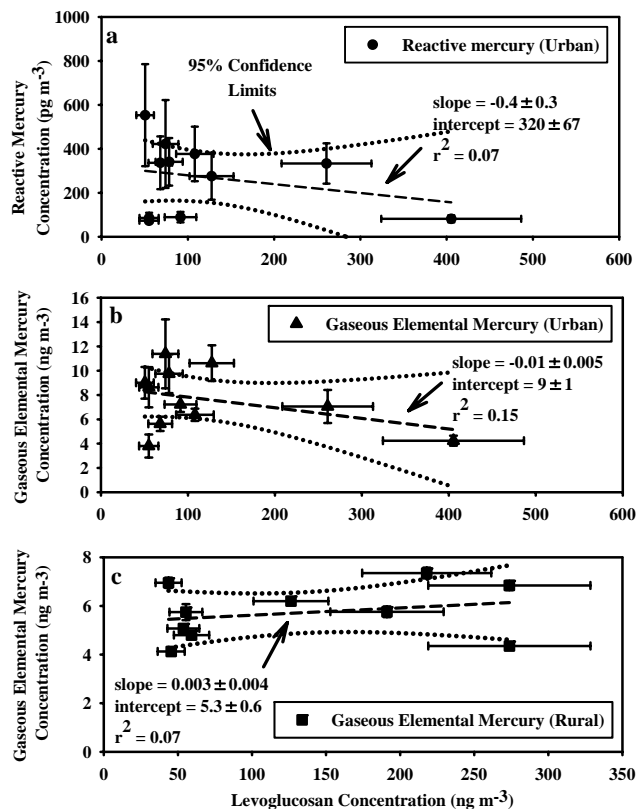 a
Reactive mercury (Urban)
95% Confidence
Limits
slope = -0.4 ± 0.3
intercept = 320 ± 67
r² = 0.07
Reactive Mercury
Concentration (pg m-3)
1000
800
600
400
200
0
0 100 200 300 400 500 600
b
Gaseous Elemental Mercury (Urban)
slope = -0.01 ± 0.005
intercept = 9 ± 1
r² = 0.15
Gaseous Elemental Mercury
Concentration (ng m-3)
16
14
12
10
8
6
4
2
0
0 100 200 300 400 500 600
c
slope = 0.003 ± 0.004
intercept = 5.3 ± 0.6
r² = 0.07
Gaseous Elemental Mercury (Rural)
Gaseous Elemental Mercury
Concentration (ng m-3)
8
6
4
2
0
0 50 100 150 200 250 300 350
Levoglucosan Concentration (ng m⁻³)